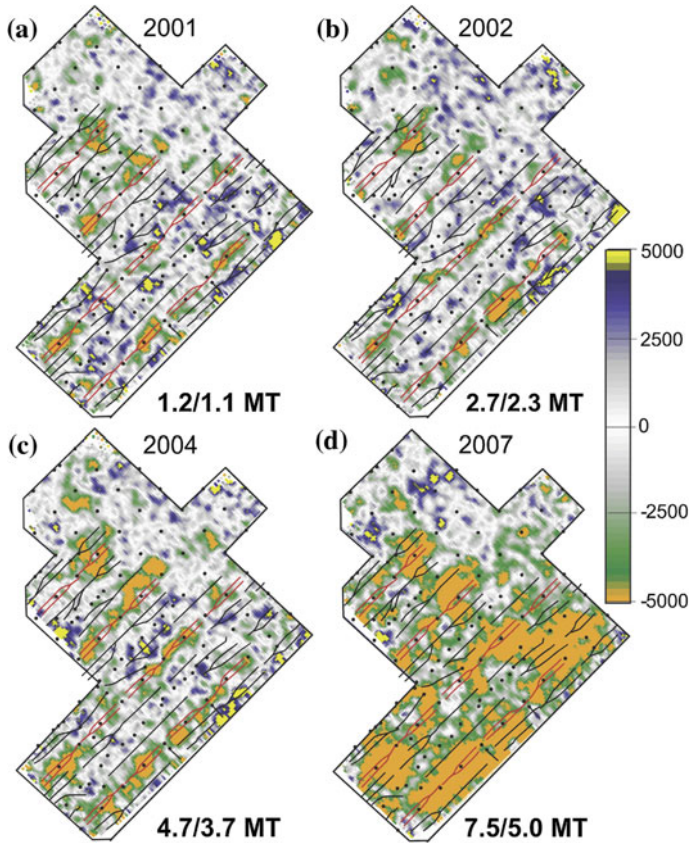 (a) 2001
(b) 2002
1.2/1.1 MT
2.7/2.3 MT
5000
2500
0
-2500
-5000
(c) 2004
(d) 2007
4.7/3.7 MT
7.5/5.0 MT